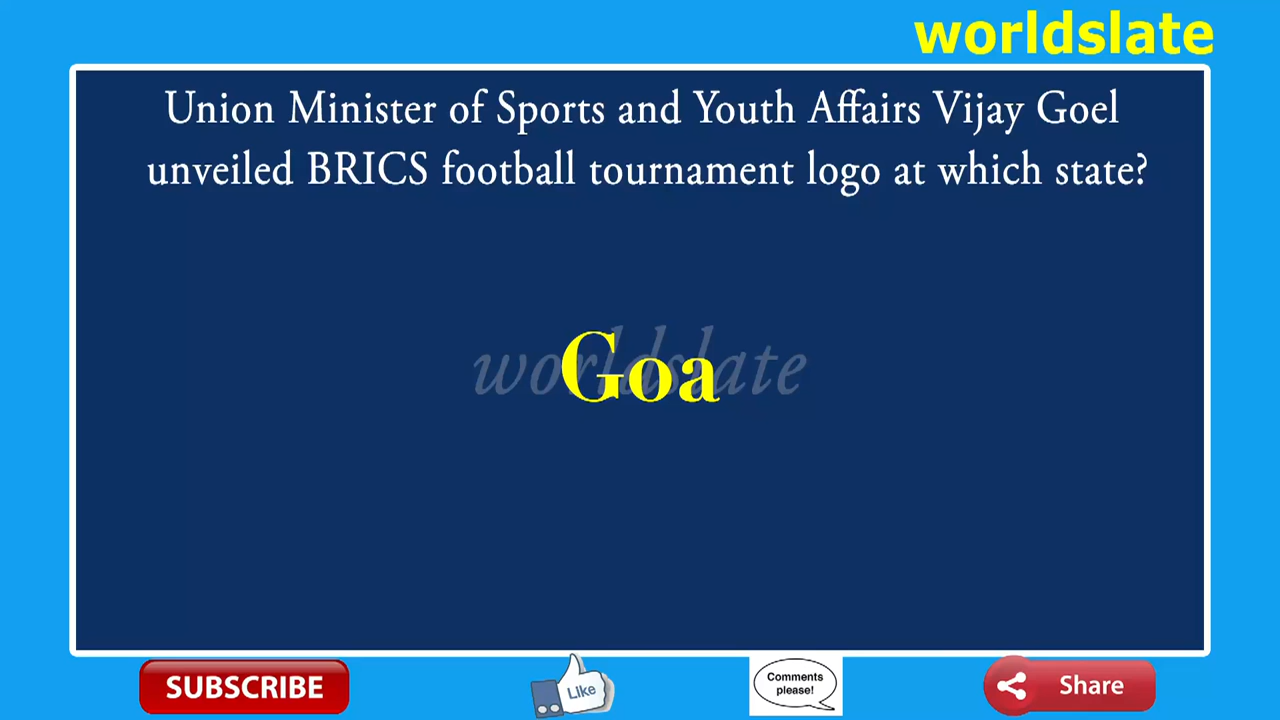 worldslate
Union Minister of Sports and Youth Affairs Vijay Goel
unveiled BRICS football tournament logo at which state?
worldslate
Goa
SUBSCRIBE
Like
Comments
please!
Share